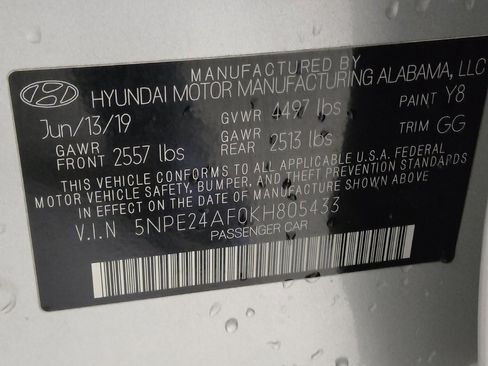 MANUFACTURED BY
HYUNDAI MOTOR MANUFACTURING ALABAMA, LLC
Jun/13/19 GVWR 4497 lbs PAINT Y8
GAWR FRONT 2557 lbs GAWR REAR 2513 lbs TRIM GG
THIS VEHICLE CONFORMS TO ALL APPLICABLE U.S.A. FEDERAL
MOTOR VEHICLE SAFETY, BUMPER, AND THEFT PREVENTION STANDARDS
IN EFFECT ON THE DATE OF MANUFACTURE SHOWN ABOVE.
V.I.N 5NPE24AF0KH805433
PASSENGER CAR